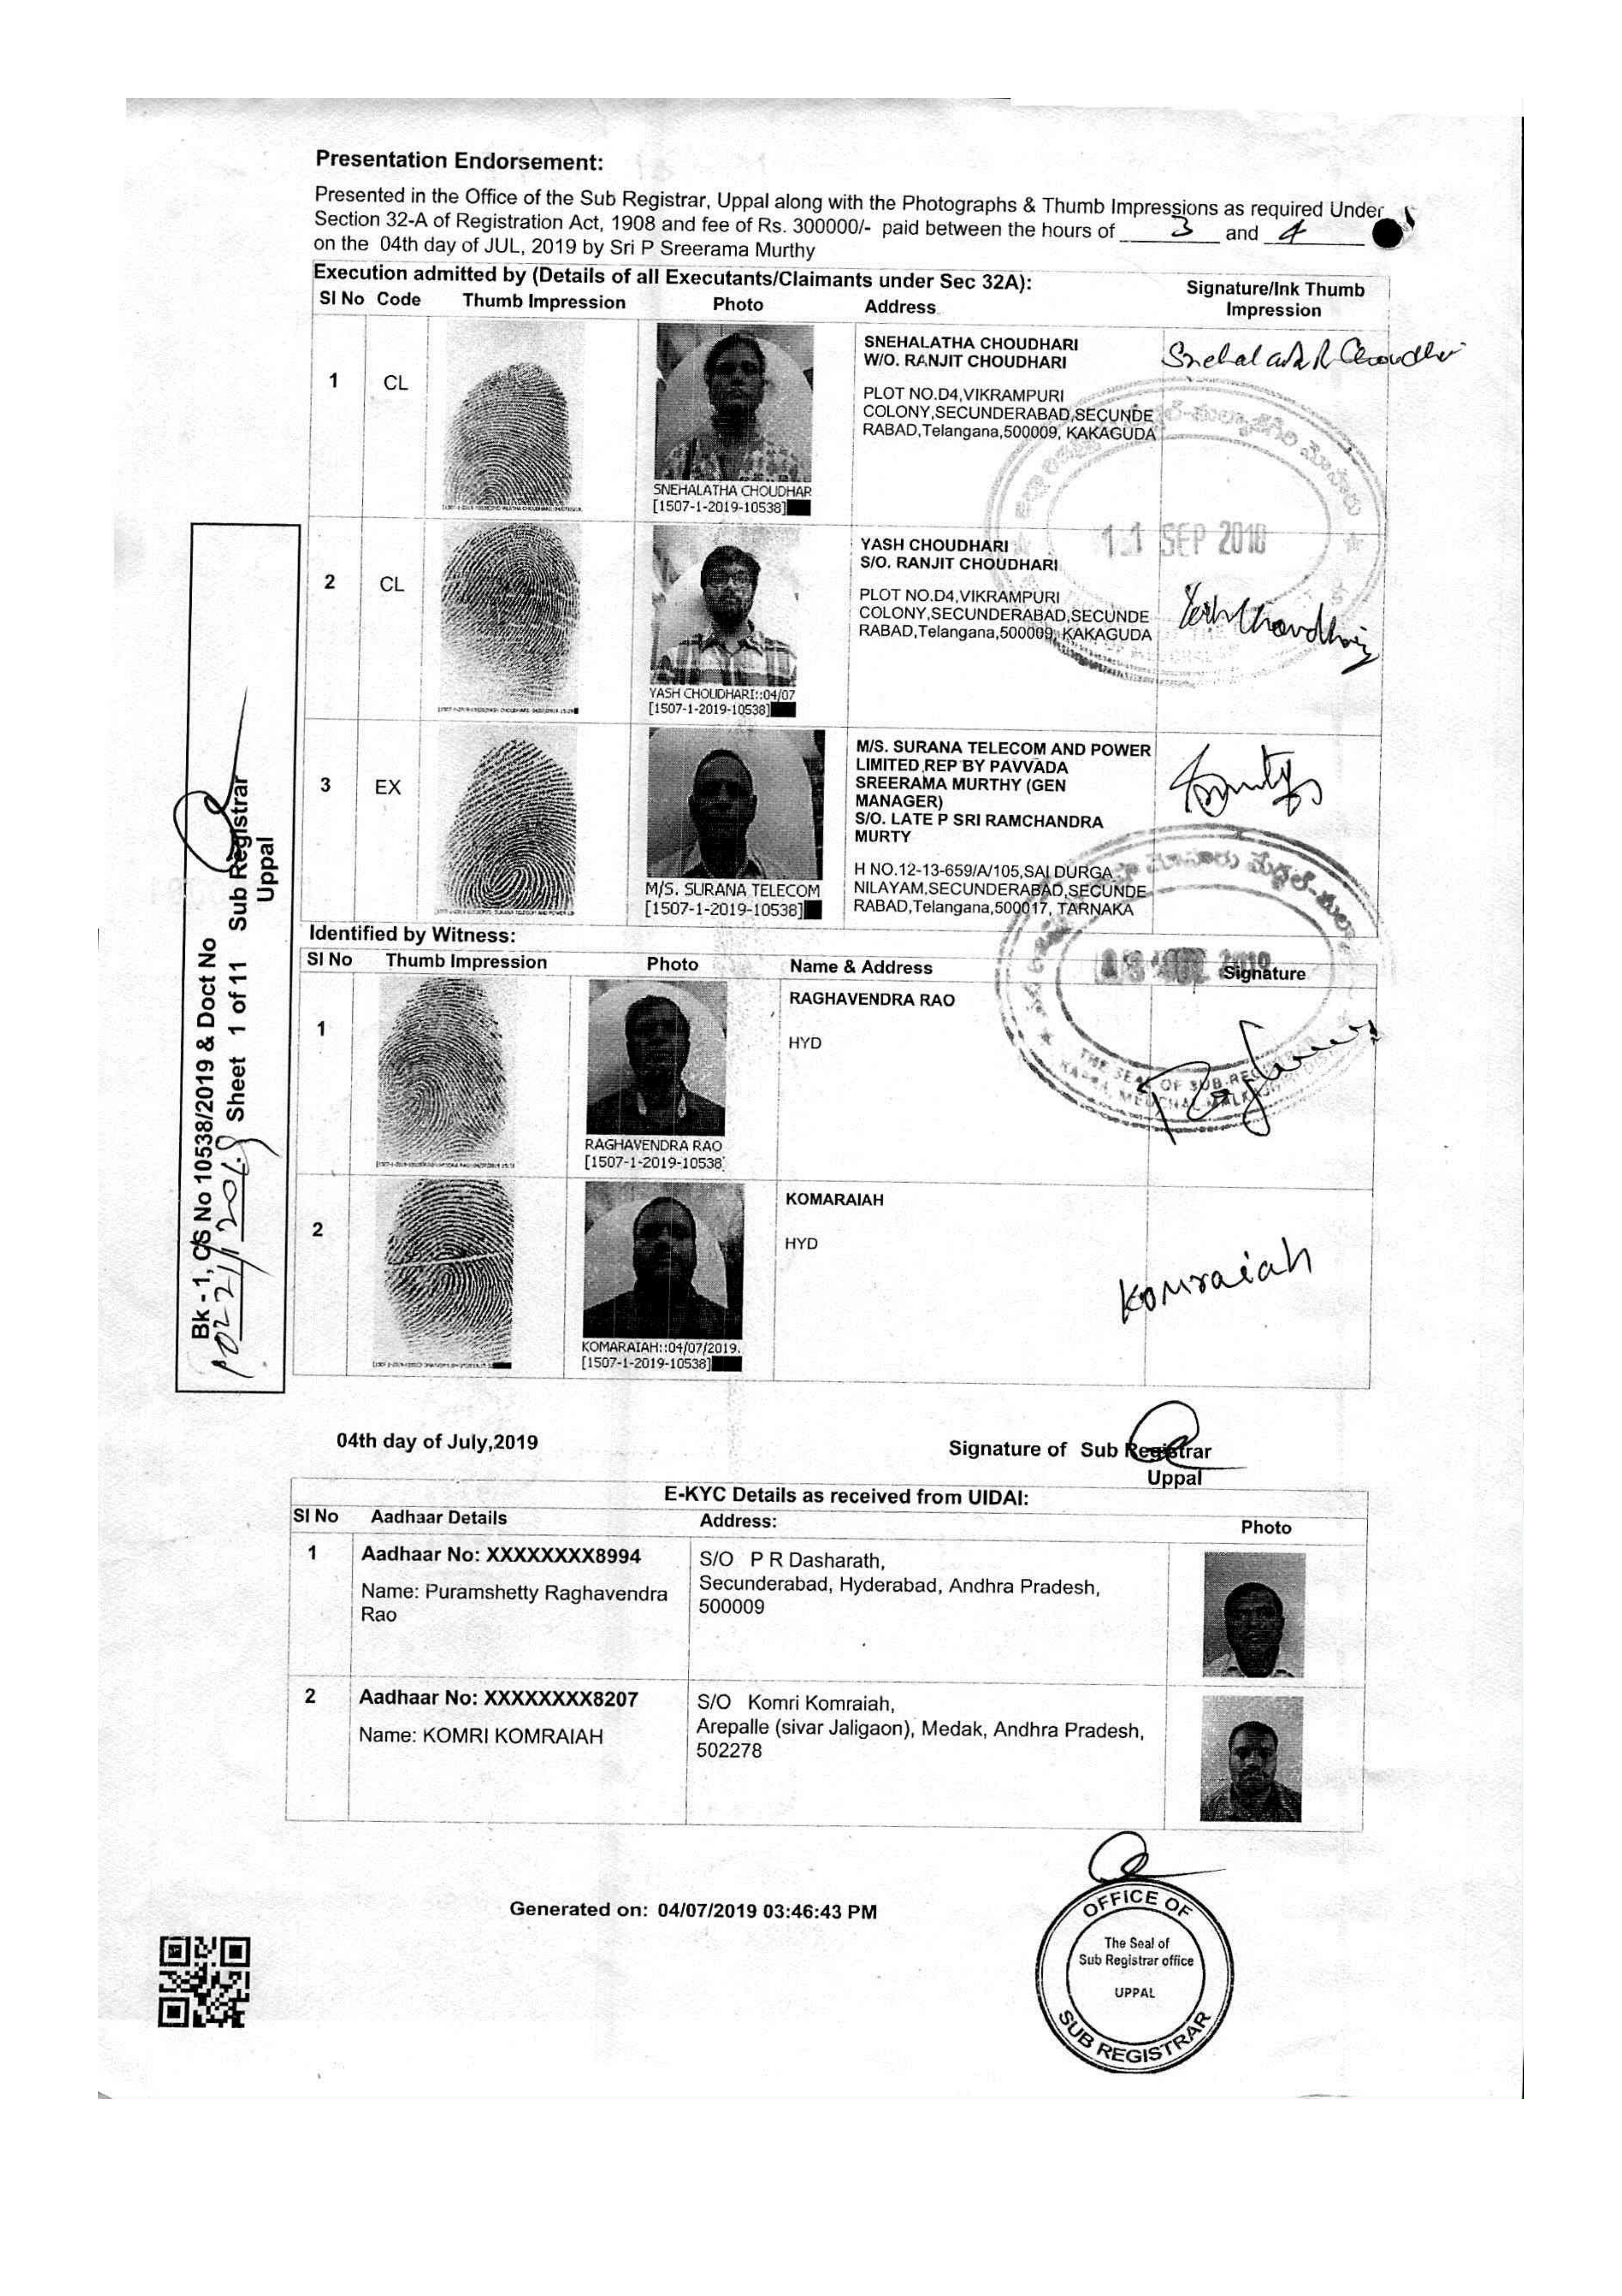 Presentation Endorsement:
Presented in the Office of the Sub Registrar, Uppal along with the Photographs & Thumb Impressions as required Under
Section 32-A of Registration Act, 1908 and fee of Rs. 300000/- paid between the hours of 3 and 4
on the 04th day of JUL, 2019 by Sri P Sreerama Murthy
Execution admitted by (Details of all Executants/Claimants under Sec 32A):
Sl No Code Thumb Impression Photo Address Signature/Ink Thumb
Impression
1 CL
SNEHALATHA CHOUDHARI
W/O. RANJIT CHOUDHARI
PLOT NO.D4,VIKRAMPURI
COLONY,SECUNDERABAD,SECUNDE
RABAD,Telangana,500009, KAKAGUDA
SNEHALATHA CHOUDHAR
[1507-1-2019-10538]
11 SEP
2 CL
YASH CHOUDHARI
S/O. RANJIT CHOUDHARI
PLOT NO.D4,VIKRAMPURI
COLONY,SECUNDERABAD,SECUNDE
RABAD,Telangana,500009, KAKAGUDA
Yash Choudhari
YASH CHOUDHARI::04/07
[1507-1-2019-10538]
3 EX
M/S. SURANA TELECOM AND POWER
LIMITED REP BY PAVVADA
SREERAMA MURTHY (GEN
MANAGER)
S/O. LATE P SRI RAMCHANDRA
MURTY
H NO.12-13-659/A/105,SAI DURGA
NILAYAM,SECUNDERABAD,SECUNDE
RABAD,Telangana,500017, TARNAKA
M/S. SURANA TELECOM
[1507-1-2019-10538]
Identified by Witness:
Sl No Thumb Impression Photo Name & Address Signature
1
RAGHAVENDRA RAO
HYD
THE SEAL OF SUB-REGISTRAR
RAGHAVENDRA RAO
[1507-1-2019-10538
2
KOMARAIAH
HYD
Komraiah
KOMARAIAH::04/07/2019.
[1507-1-2019-10538]
Bk - 1, CS No 10538/2019 & Doct No
Sheet 1 of 11 Sub Registrar
Uppal
04th day of July,2019
Signature of Sub Registrar
Uppal
E-KYC Details as received from UIDAI:
Sl No Aadhaar Details Address: Photo
1 Aadhaar No: XXXXXXXX8994
Name: Puramshetty Raghavendra
Rao
S/O P R Dasharath,
Secunderabad, Hyderabad, Andhra Pradesh,
500009
2 Aadhaar No: XXXXXXXX8207
Name: KOMRI KOMRAIAH
S/O Komri Komraiah,
Arepalle (sivar Jaligaon), Medak, Andhra Pradesh,
502278
Generated on: 04/07/2019 03:46:43 PM
OFFICE OF
The Seal of
Sub Registrar office
UPPAL
SUB REGISTRAR